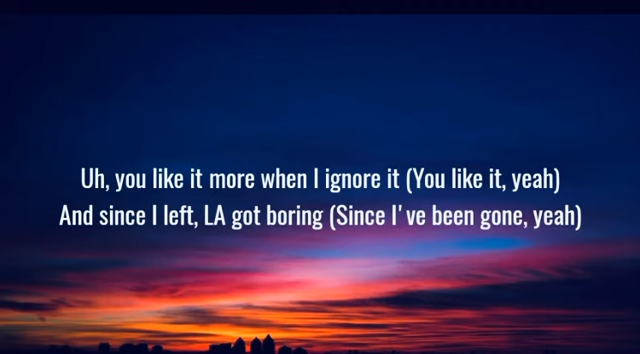 Uh, you like it more when I ignore it (You like it, yeah)
And since I left, LA got boring (Since I've been gone, yeah)